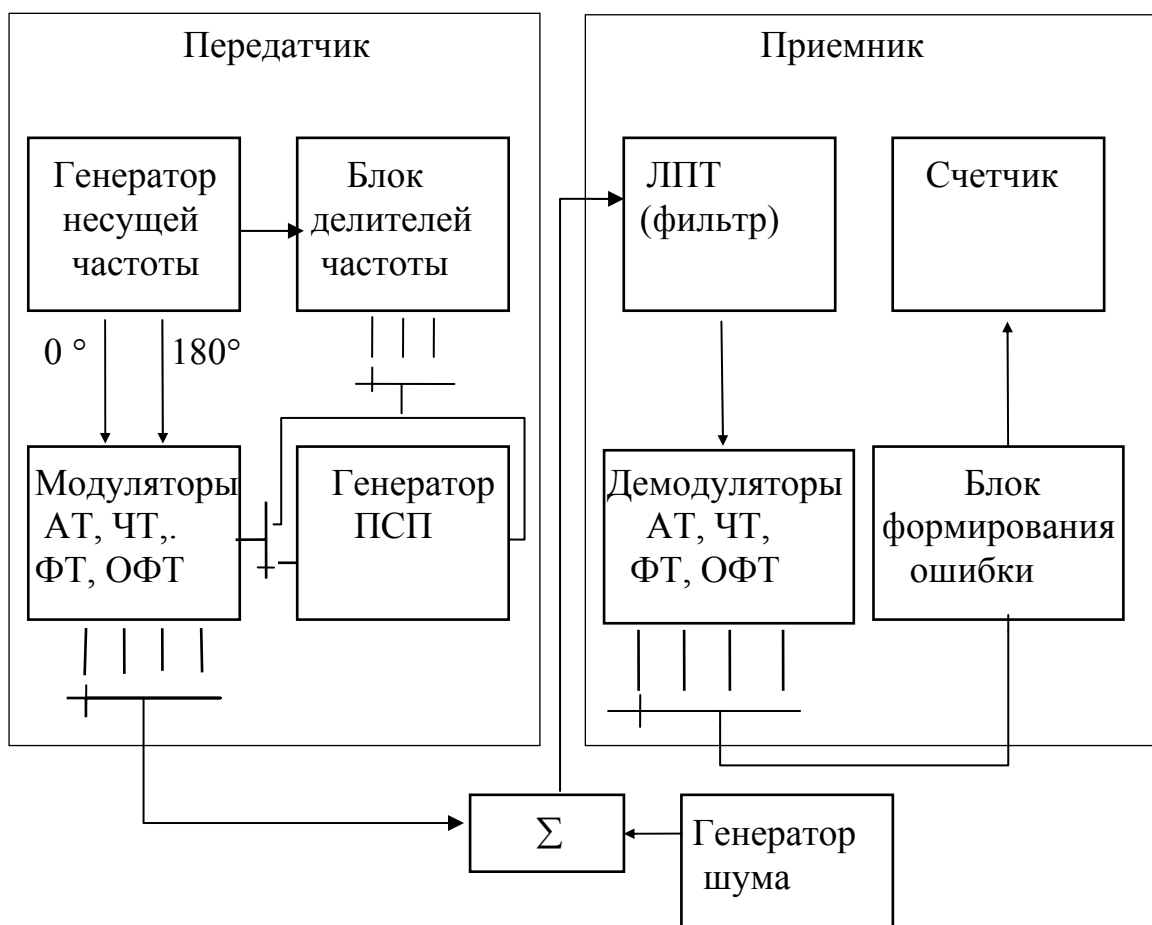 Передатчик
Приемник
Генератор
несущей
частоты
Блок
делителей
частоты
ЛПТ
(фильтр)
Счетчик
0 °
180°
Модуляторы
АТ, ЧТ,.
ФТ, ОФТ
Генератор
ПСП
Демодуляторы
АТ, ЧТ,
ФТ, ОФТ
Блок
формирования
ошибки
Σ
Генератор
шума